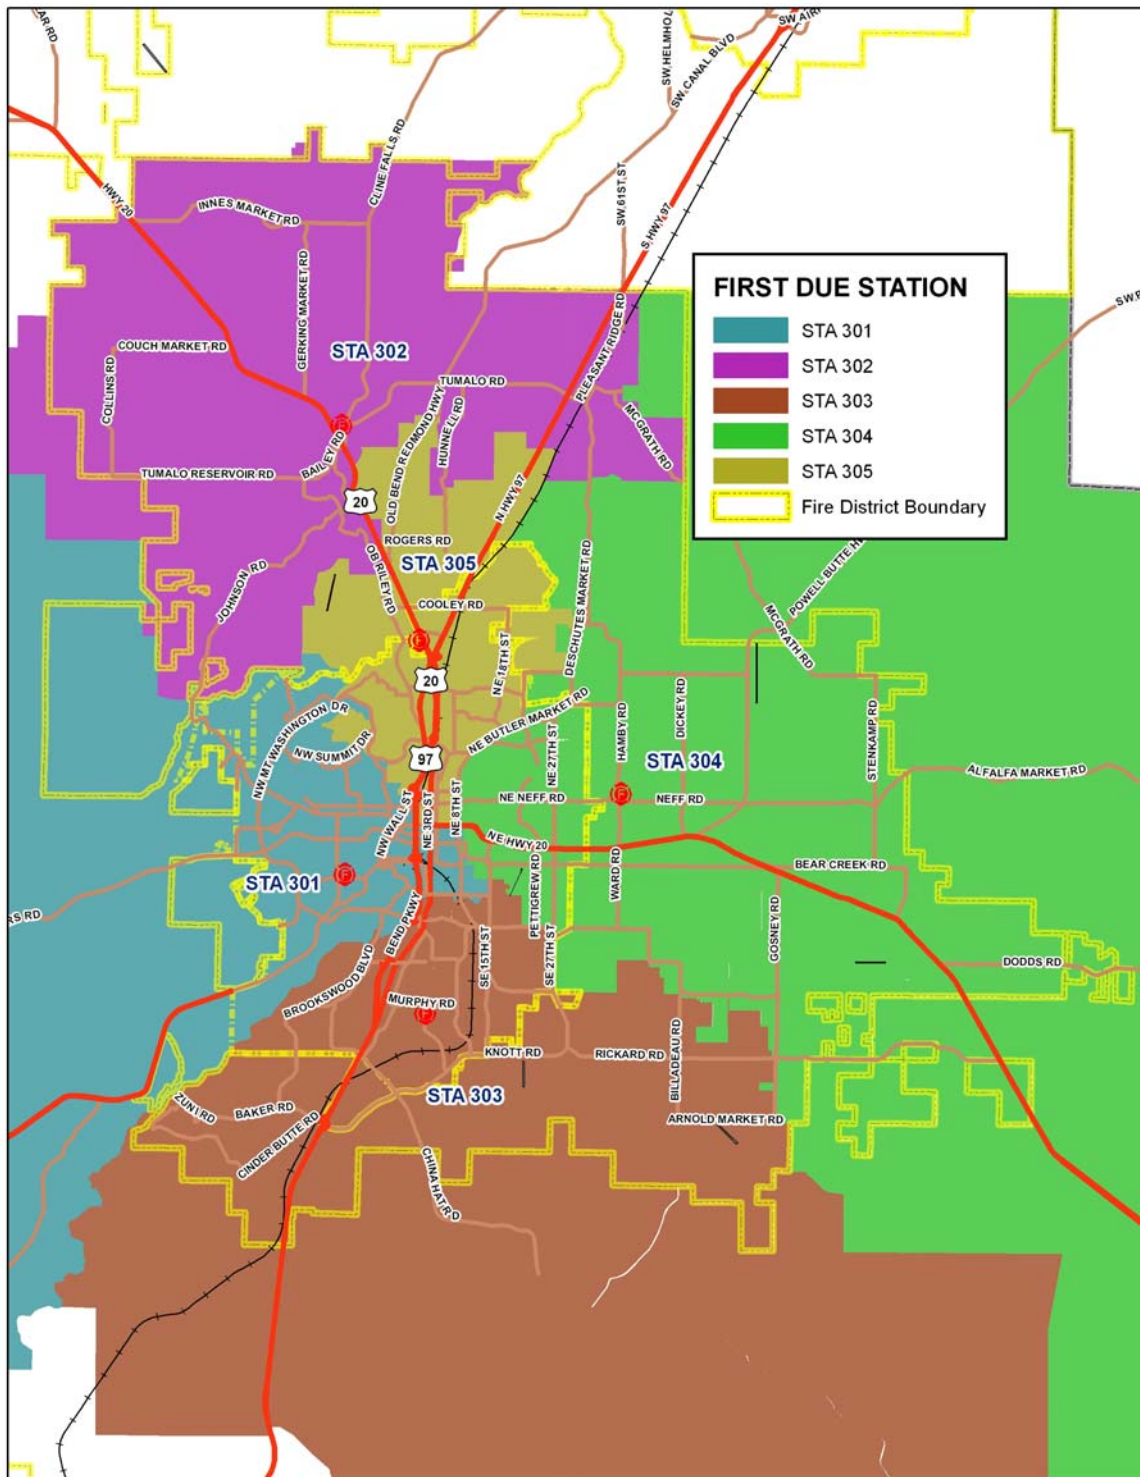 SW AIRP
SW HELMHOL
SW CANAL BLVD
CLINE FALLS RD
HWY 20
INNES MARKET RD
SW 61ST ST
S HWY 97
GERKING MARKET RD
FIRST DUE STATION
STA 301
STA 302
STA 303
STA 304
STA 305
Fire District Boundary
COUCH MARKET RD
STA 302
PLEASANT RIDGE RD
COLLINS RD
TUMALO RD
OLD BEND REDMOND HWY
HUNNELL RD
MCGRATH RD
BAILEY RD
TUMALO RESERVOIR RD
20
N HWY 97
ROGERS RD
OB RILEY RD
STA 305
JOHNSON RD
COOLEY RD
DESCHUTES MARKET RD
POWELL BUTTE HW
MCGRATH RD
NE 18TH ST
20
NW MT WASHINGTON DR
NW SUMMIT DR
NE BUTLER MARKET RD
NE 27TH ST
HAMBY RD
DICKEY RD
STENKAMP RD
97
STA 304
ALFALFA MARKET RD
NE NEFF RD
NEFF RD
NW WALL ST
NE 3RD ST
NE 8TH ST
NE HWY 20
BEAR CREEK RD
STA 301
PETTIGREW RD
WARD RD
RS RD
BEND PKWY
GOSNEY RD
BROOKSWOOD BLVD
SE 15TH ST
SE 27TH ST
DODDS RD
MURPHY RD
KNOTT RD
RICKARD RD
BILLADEAU RD
ZUNI RD
BAKER RD
STA 303
ARNOLD MARKET RD
CINDER BUTTE RD
CHINA HAT RD